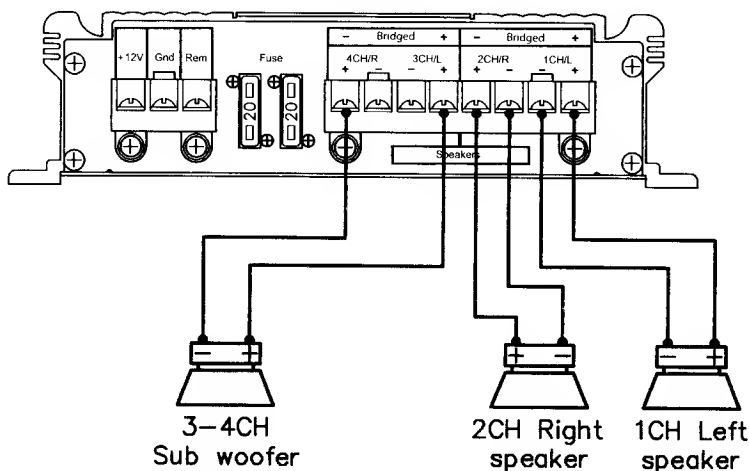 - Bridged + - Bridged +
+12V Gnd Rem Fuse 4CH/R 3CH/L 2CH/R 1CH/L
+ - - + + - - +
20 20
Speakers
- + + - - +
3-4CH 2CH Right 1CH Left
Sub woofer speaker speaker